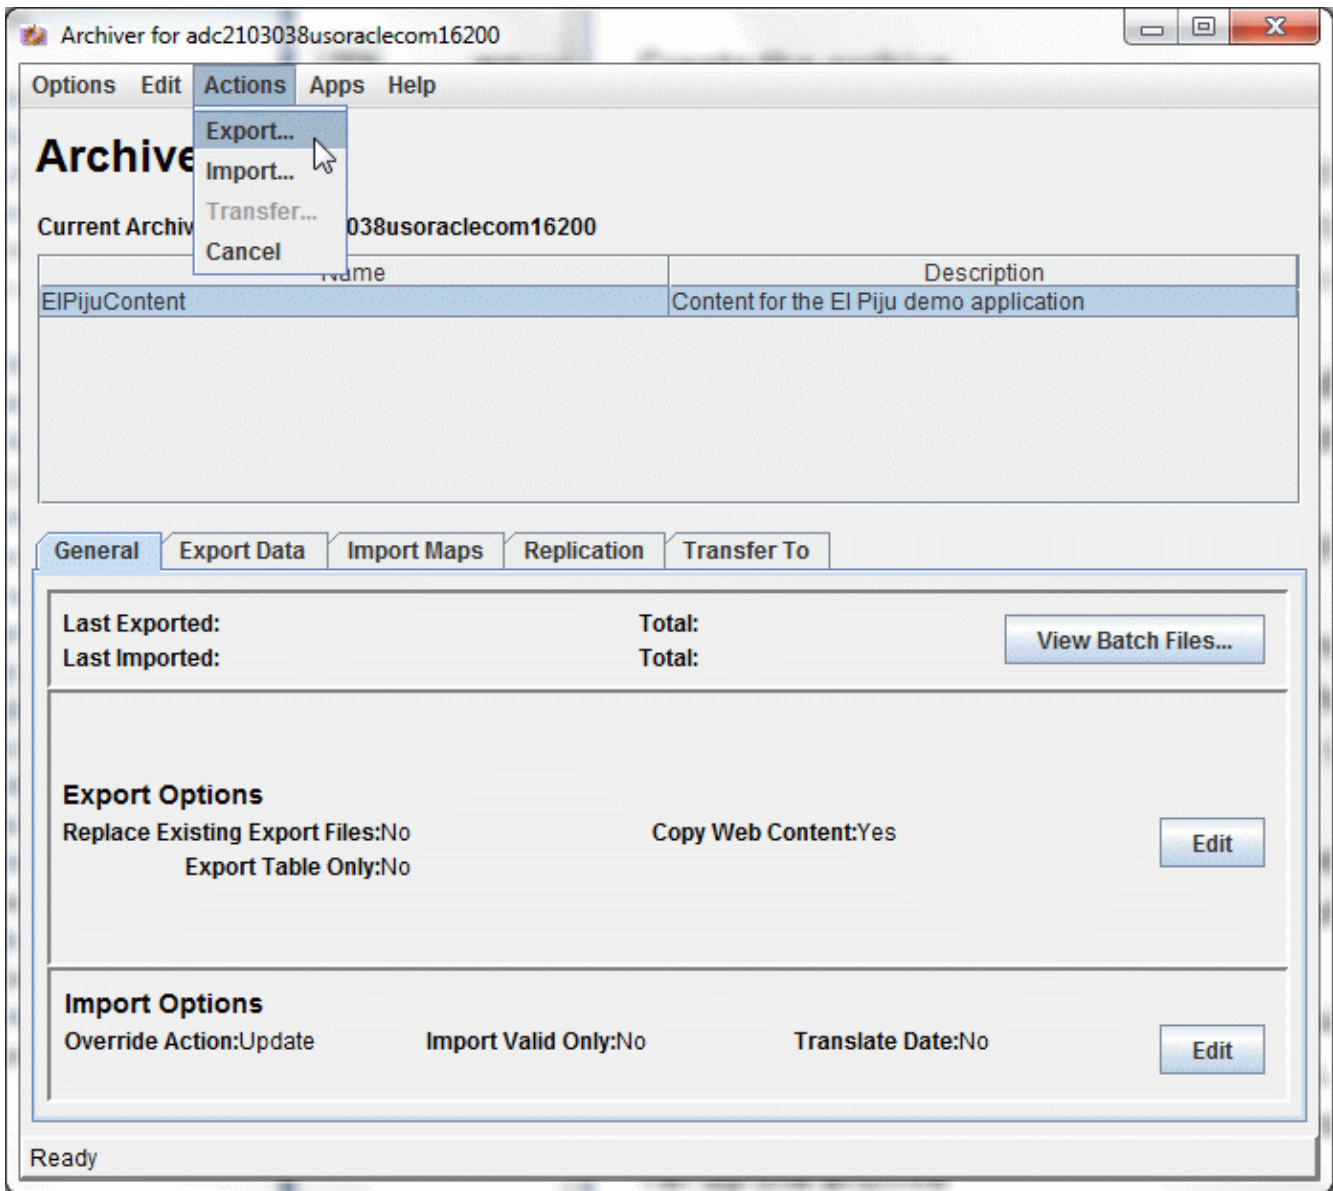 Archiver for adc2103038usoraclecom16200
Options Edit Actions Apps Help
Export...
Import...
Transfer...
Cancel
Archive
Current Archiv 038usoraclecom16200
Name Description
ElPijuContent Content for the El Piju demo application
General Export Data Import Maps Replication Transfer To
Last Exported: Total:
Last Imported: Total:
View Batch Files...
Export Options
Replace Existing Export Files:No Copy Web Content:Yes
Export Table Only:No
Edit
Import Options
Override Action:Update Import Valid Only:No Translate Date:No
Edit
Ready